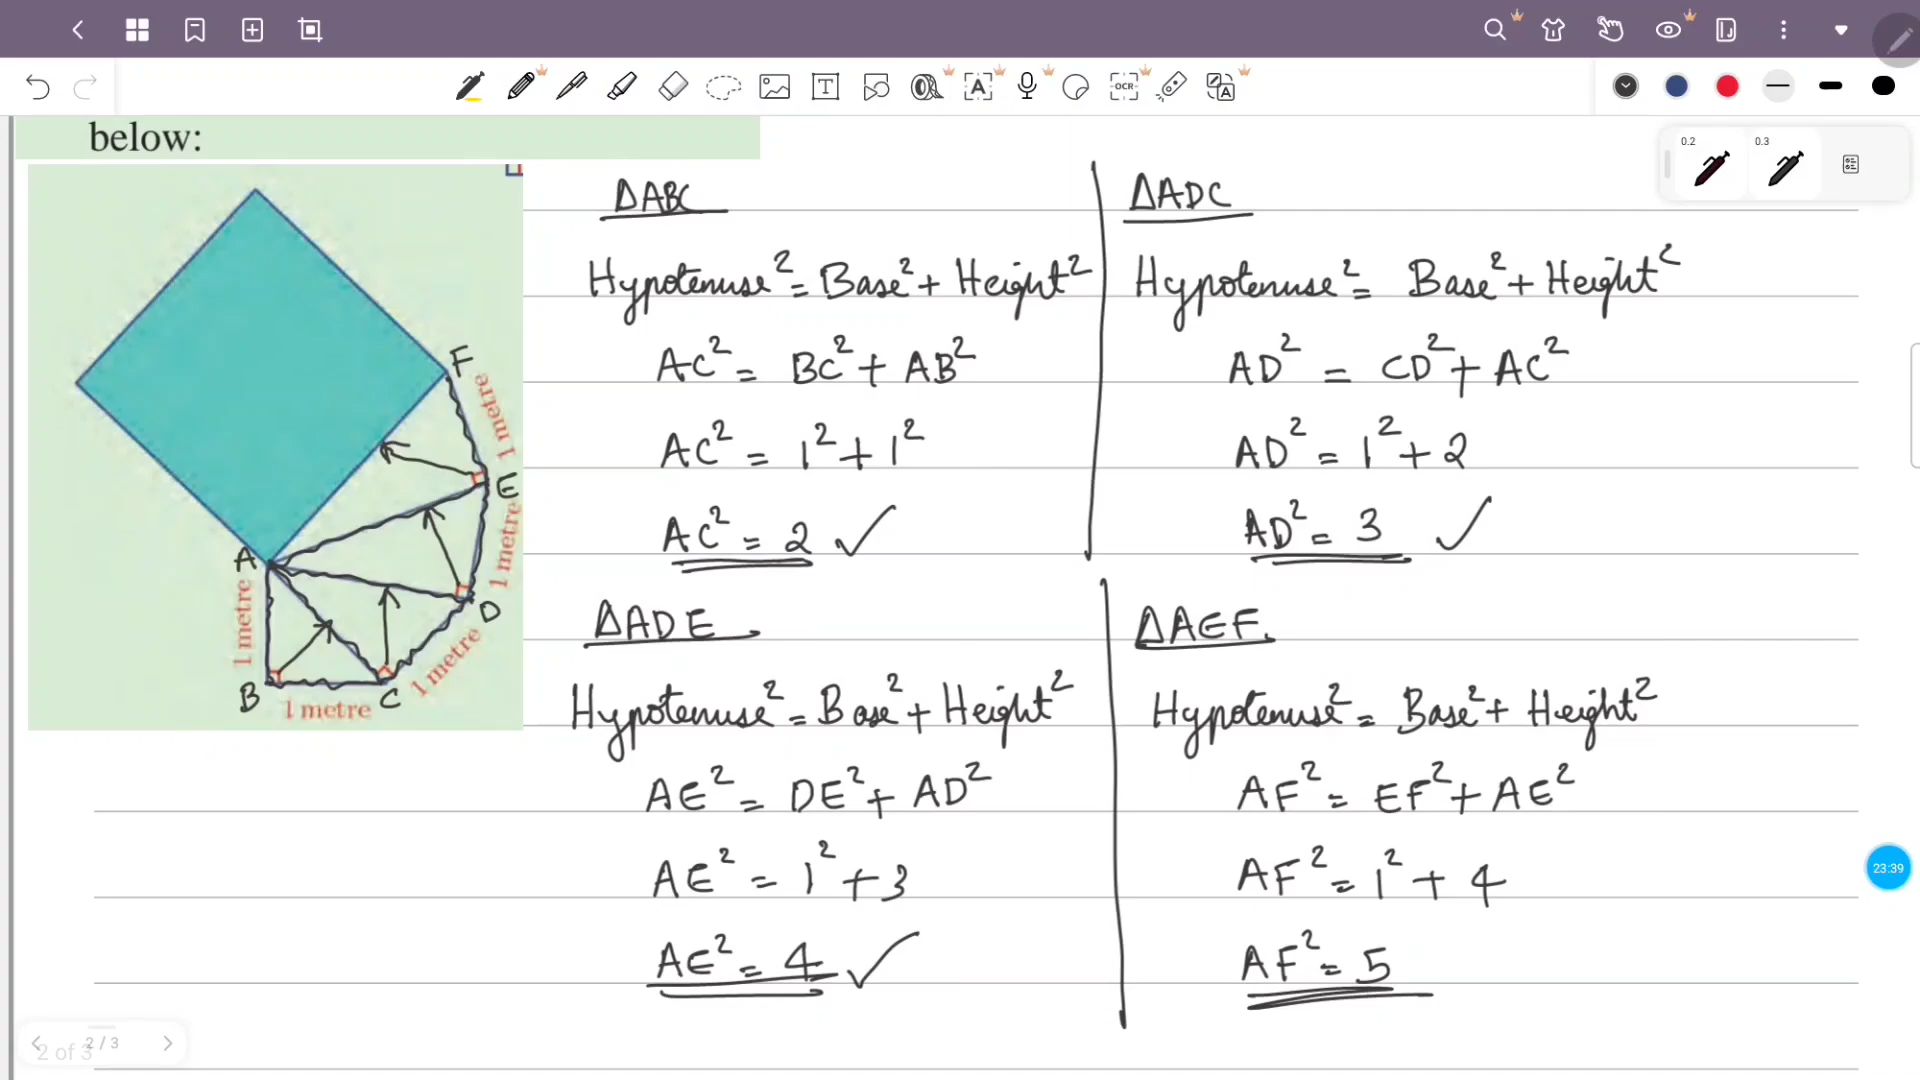 OCR
0.2
0.3
below:
F
1 metre
E
1 metre
A
D
1 metre
1 metre
B
C
1 metre
ΔABC
Hypotenuse² = Base² + Height²
AC² = BC² + AB²
AC² = 1² + 1²
AC² = 2 ✓
ΔADC
Hypotenuse² = Base² + Height²
AD² = CD² + AC²
AD² = 1² + 2
AD² = 3 ✓
ΔADE
Hypotenuse² = Base² + Height²
AE² = DE² + AD²
AE² = 1² + 3
AE² = 4 ✓
ΔAEF
Hypotenuse² = Base² + Height²
AF² = EF² + AE²
AF² = 1² + 4
AF² = 5
23:39
2 / 3
2 of 3